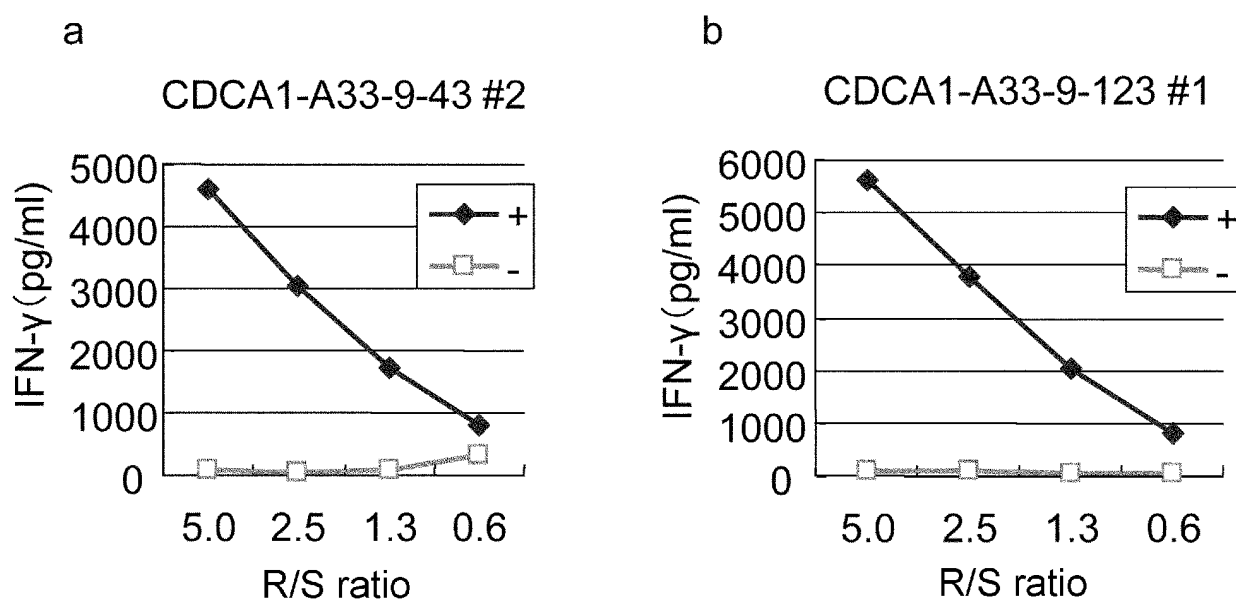 a
CDCA1-A33-9-43 #2
IFN-γ(pg/ml)
5000
4000
3000
2000
1000
0
+
-
5.0 2.5 1.3 0.6
R/S ratio
b
CDCA1-A33-9-123 #1
IFN-γ(pg/ml)
6000
5000
4000
3000
2000
1000
0
+
-
5.0 2.5 1.3 0.6
R/S ratio